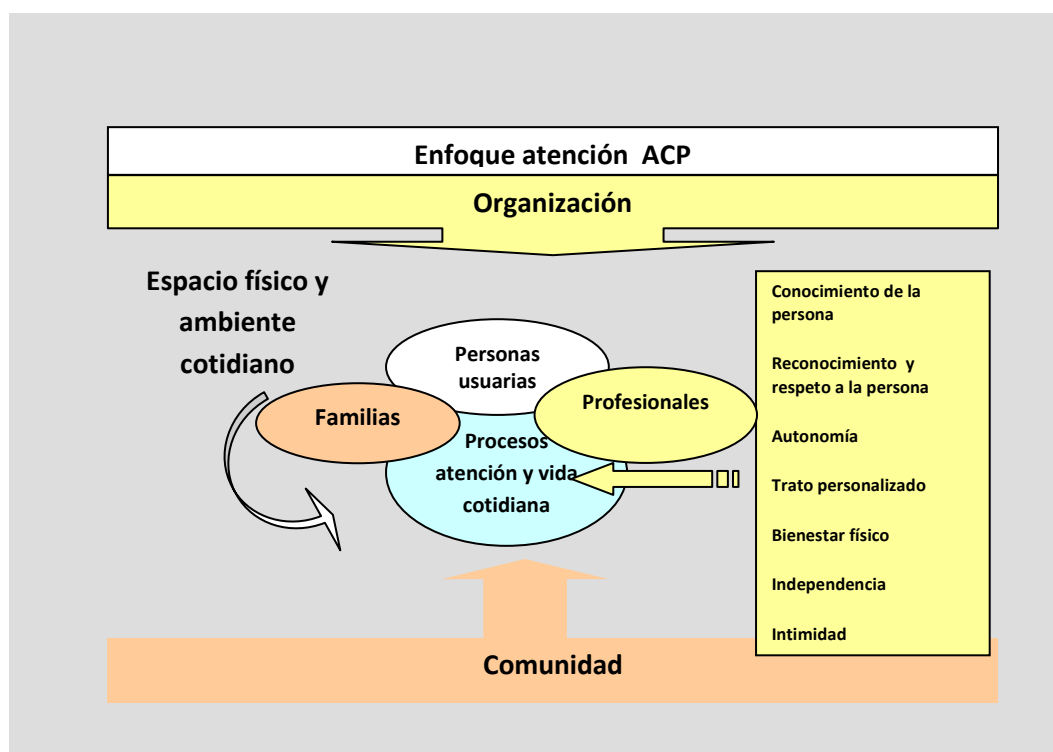 Enfoque atención ACP
Organización
Espacio físico y
ambiente
cotidiano
Personas
usuarias
Familias
Profesionales
Procesos
atención y vida
cotidiana
Conocimiento de la
persona
Reconocimiento y
respeto a la persona
Autonomía
Trato personalizado
Bienestar físico
Independencia
Intimidad
Comunidad